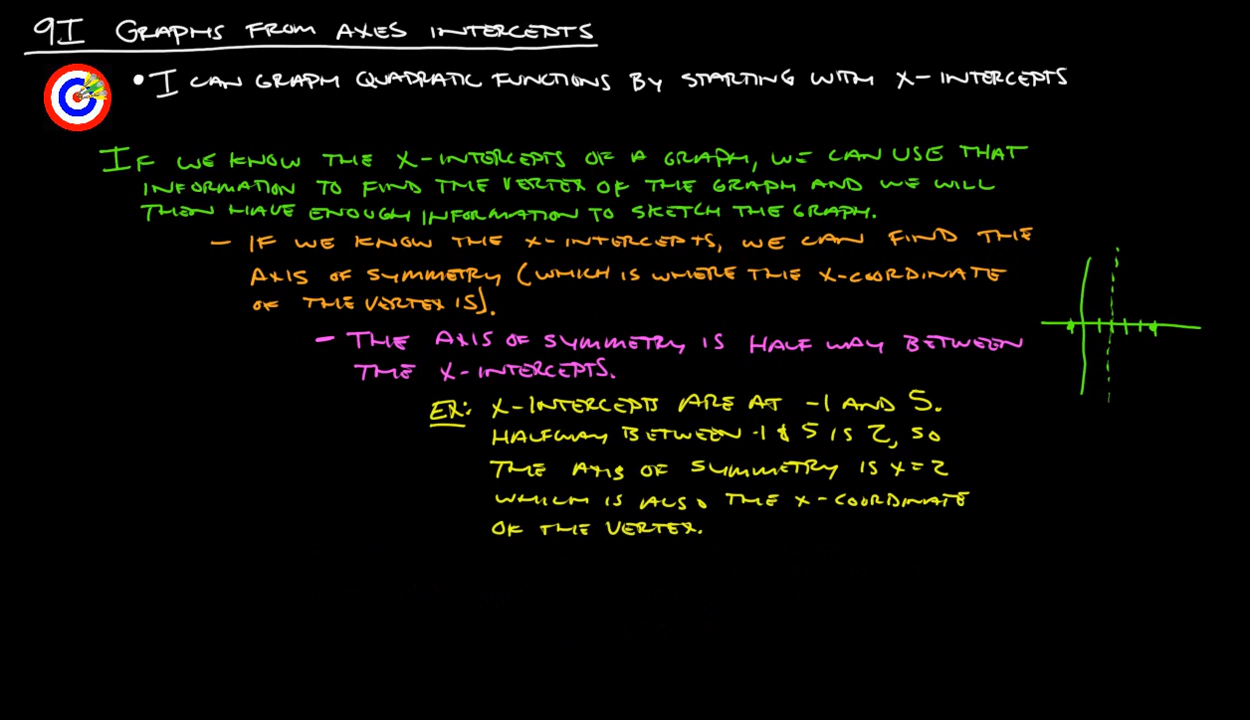 9I GRAPHS FROM AXES INTERCEPTS
• I CAN GRAPH QUADRATIC FUNCTIONS BY STARTING WITH X-INTERCEPTS
IF WE KNOW THE X-INTERCEPTS OF A GRAPH, WE CAN USE THAT
INFORMATION TO FIND THE VERTEX OF THE GRAPH AND WE WILL
THEN HAVE ENOUGH INFORMATION TO SKETCH THE GRAPH.
- IF WE KNOW THE X-INTERCEPTS, WE CAN FIND THE
AXIS OF SYMMETRY (WHICH IS WHERE THE X-COORDINATE
OF THE VERTEX IS).
- THE AXIS OF SYMMETRY IS HALF WAY BETWEEN
THE X-INTERCEPTS.
EX: X-INTERCEPTS ARE AT -1 AND 5.
HALFWAY BETWEEN -1 & 5 IS 2, SO
THE AXIS OF SYMMETRY IS X=2
WHICH IS ALSO THE X-COORDINATE
OF THE VERTEX.